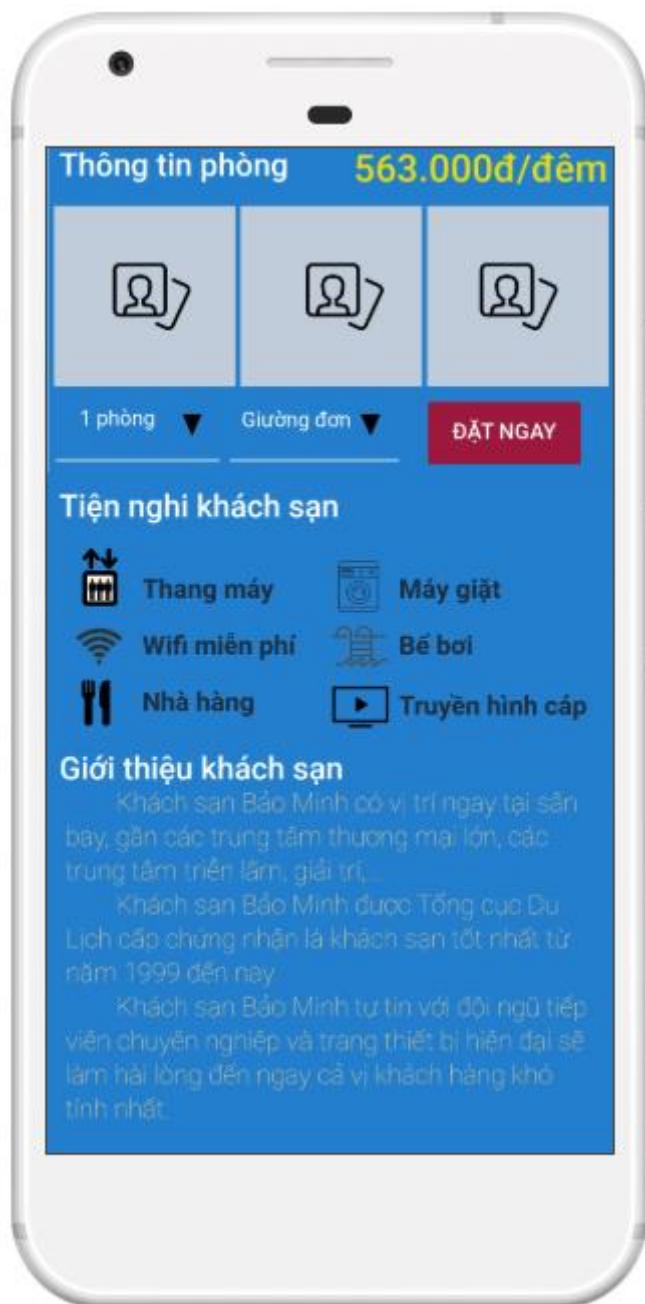 Thông tin phòng 563.000đ/đêm
1 phòng Giường đơn ĐẶT NGAY
Tiện nghi khách sạn
Thang máy Máy giặt
Wifi miễn phí Bể bơi
Nhà hàng Truyền hình cáp
Giới thiệu khách sạn
Khách sạn Bảo Minh có vị trí ngay tại sân
bay, gần các trung tâm thương mại lớn, các
trung tâm triển lãm, giải trí,...
Khách sạn Bảo Minh được Tổng cục Du
Lịch cấp chứng nhận là khách sạn tốt nhất từ
năm 1999 đến nay
Khách sạn Bảo Minh tự tin với đội ngũ tiếp
viên chuyên nghiệp và trang thiết bị hiện đại sẽ
làm hài lòng đến ngay cả vị khách hàng khó
tính nhất.